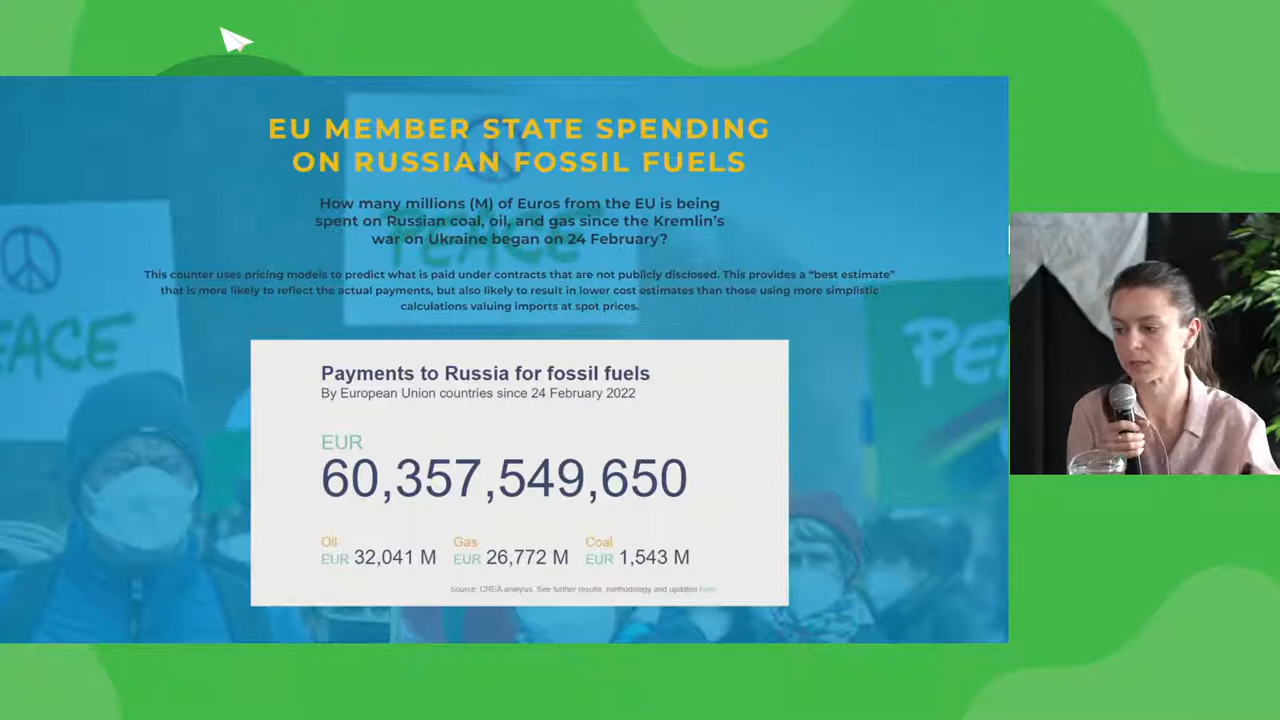 EU MEMBER STATE SPENDING
ON RUSSIAN FOSSIL FUELS
PEACE
How many millions (M) of Euros from the EU is being
spent on Russian coal, oil, and gas since the Kremlin's
war on Ukraine began on 24 February?
This counter uses pricing models to predict what is paid under contracts that are not publicly disclosed. This provides a “best estimate”
that is more likely to reflect the actual payments, but also likely to result in lower cost estimates than those using more simplistic
calculations valuing imports at spot prices.
EACE
PE
Payments to Russia for fossil fuels
By European Union countries since 24 February 2022
EUR
60,357,549,650
Oil
EUR 32,041 M
Gas
EUR 26,772 M
Coal
EUR 1,543 M
Source: CREA analysis. See further results, methodology and updates here.